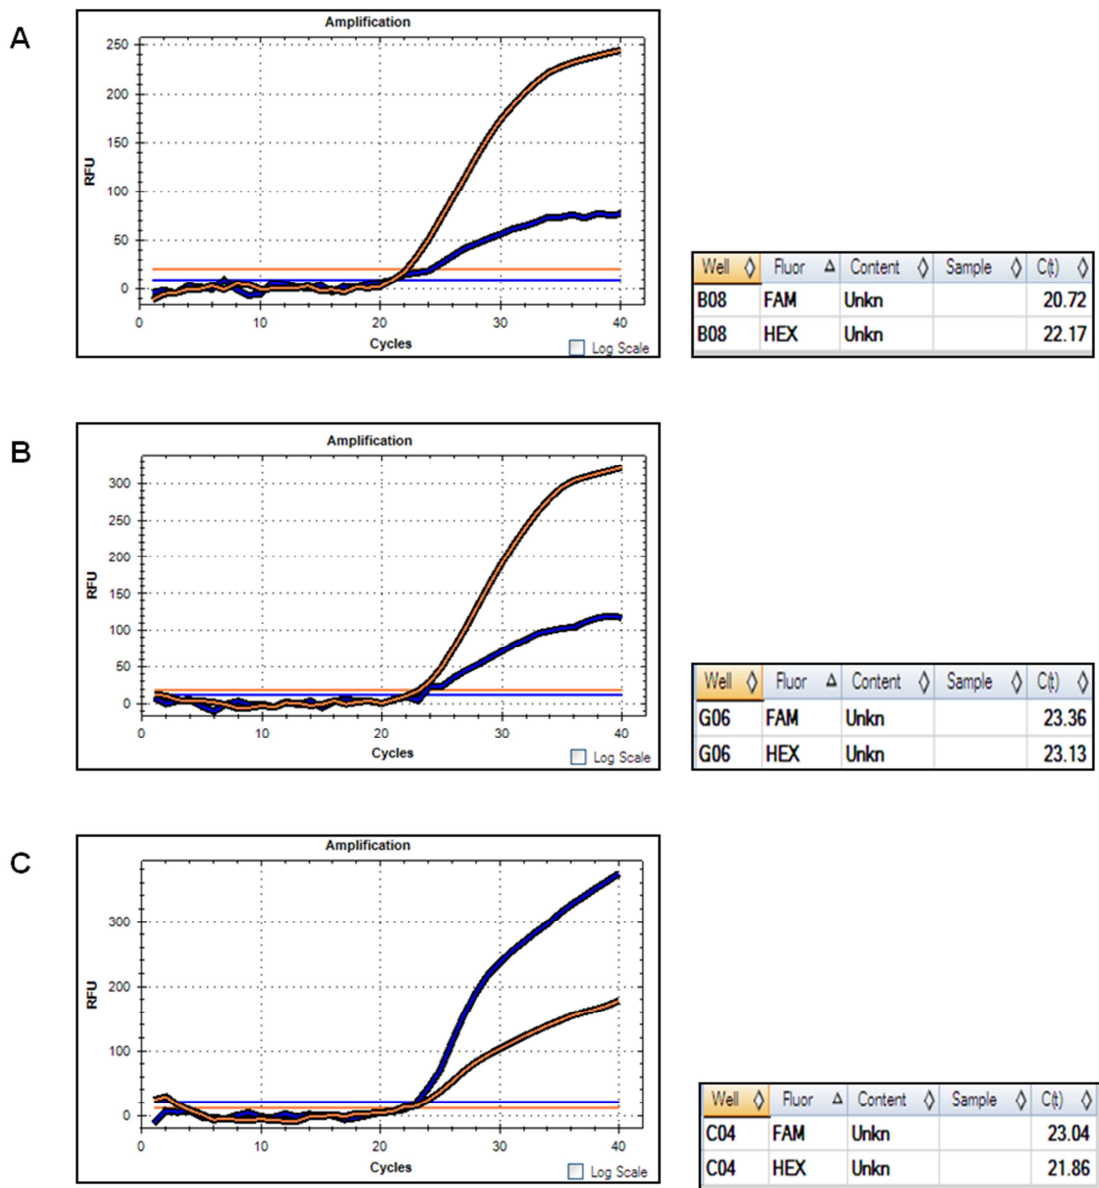 A
Amplification
250
200
150
100
50
0
RFU
0 10 20 30 40
Cycles
Log Scale
Well Fluor Content Sample C(t)
B08 FAM Unkn 20.72
B08 HEX Unkn 22.17
B
Amplification
300
250
200
150
100
50
0
RFU
0 10 20 30 40
Cycles
Log Scale
Well Fluor Content Sample C(t)
G06 FAM Unkn 23.36
G06 HEX Unkn 23.13
C
Amplification
300
200
100
0
RFU
0 10 20 30 40
Cycles
Log Scale
Well Fluor Content Sample C(t)
C04 FAM Unkn 23.04
C04 HEX Unkn 21.86